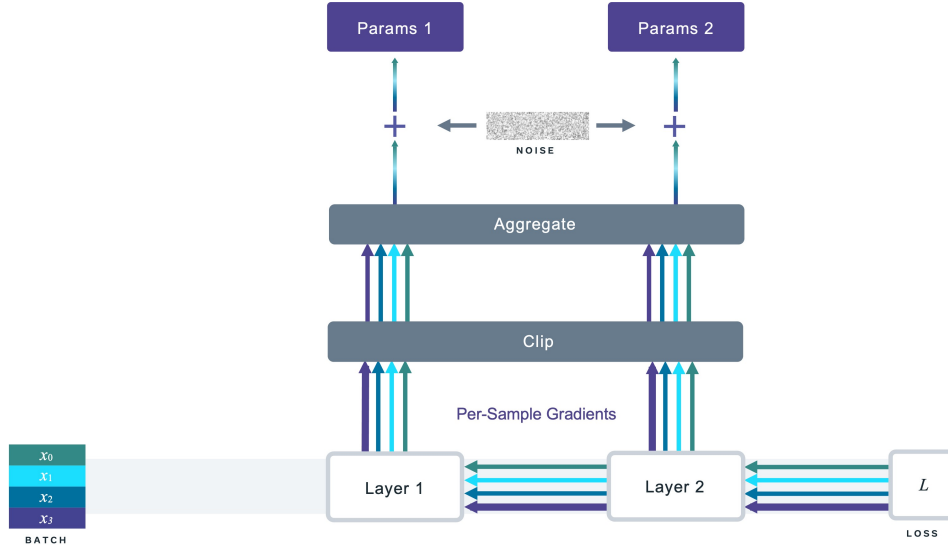 Params 1
Params 2
NOISE
Aggregate
Clip
Per-Sample Gradients
x₀
x₁
x₂
x₃
BATCH
Layer 1
Layer 2
L
LOSS